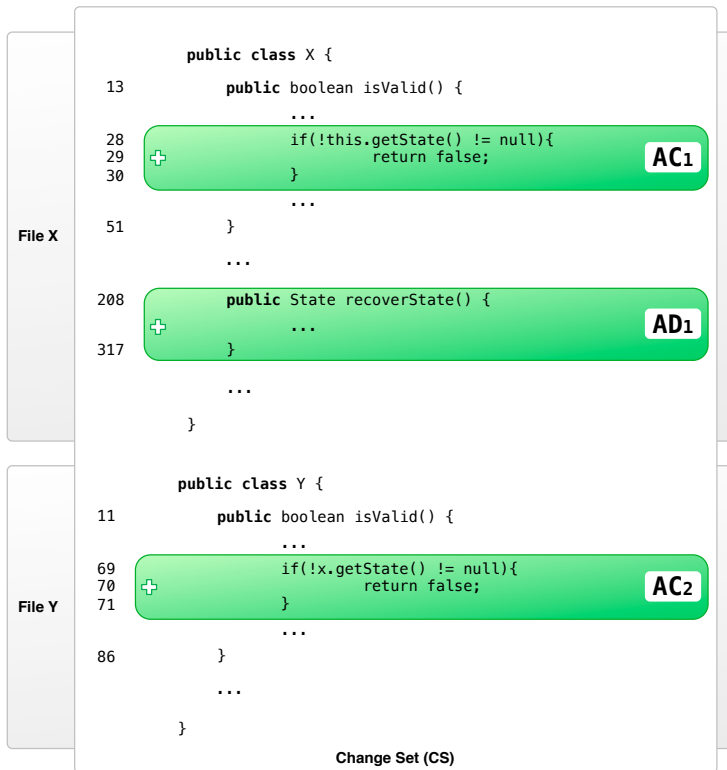 public class X {
13 public boolean isValid() {
...
28 if(!this.getState() != null){
29 return false; AC1
30 }
...
File X
51 }
...
208 public State recoverState() {
... AD1
317 }
...
}
public class Y {
11 public boolean isValid() {
...
69 if(!x.getState() != null){
70 return false; AC2
71 }
File Y
...
86 }
...
}
Change Set (CS)